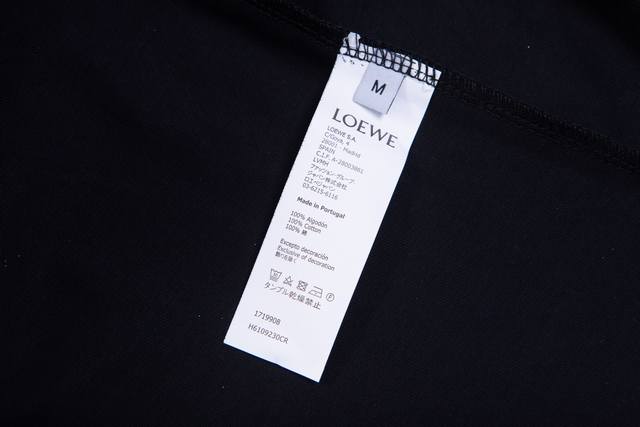 M
LOEWE
LOEWE S.A.
C/Goya, 4
28001 - Madrid
SPAIN
C.I.F. A-28003861
LVMH
ファッション・グループ・
ジャパン株式会社
ロエベジャパン
03-6215-6116
Made in Portugal
100% Algodón
100% Cotton
100% 綿
Excepto decoración
Exclusive of decoration
飾りを除く
P
タンブル乾燥禁止
1719908
H6109230CR